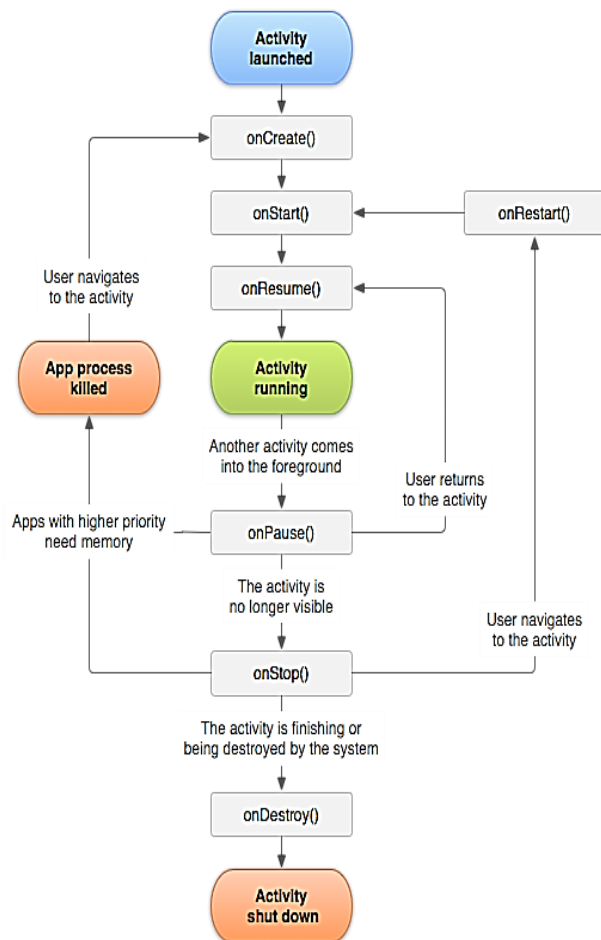 Activity
launched
onCreate()
onStart()
onRestart()
onResume()
User navigates
to the activity
App process
killed
Activity
running
Another activity comes
into the foreground
User returns
to the activity
Apps with higher priority
need memory
onPause()
The activity is
no longer visible
User navigates
to the activity
onStop()
The activity is finishing or
being destroyed by the system
onDestroy()
Activity
shut down